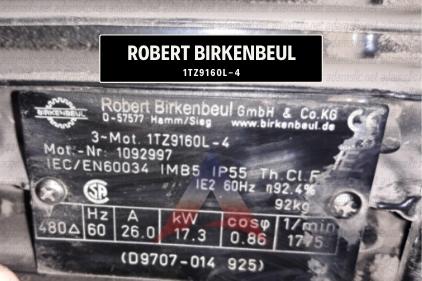 ROBERT BIRKENBEUL
1TZ9160L-4
BIRKENBEUL
Robert Birkenbeul GmbH & Co.KG
D-57577 Hamm/Sieg www.birkenbeul.de
CE
3~Mot. 1TZ9160L-4
Mot.-Nr: 1092997
IEC/EN60034 IMB5 IP55 Th.Cl.F
IE2 60Hz η92.4%
92kg
Hz A kW cosφ 1/min
480△ 60 26.0 17.3 0.86 1775
(D9707-014 925)